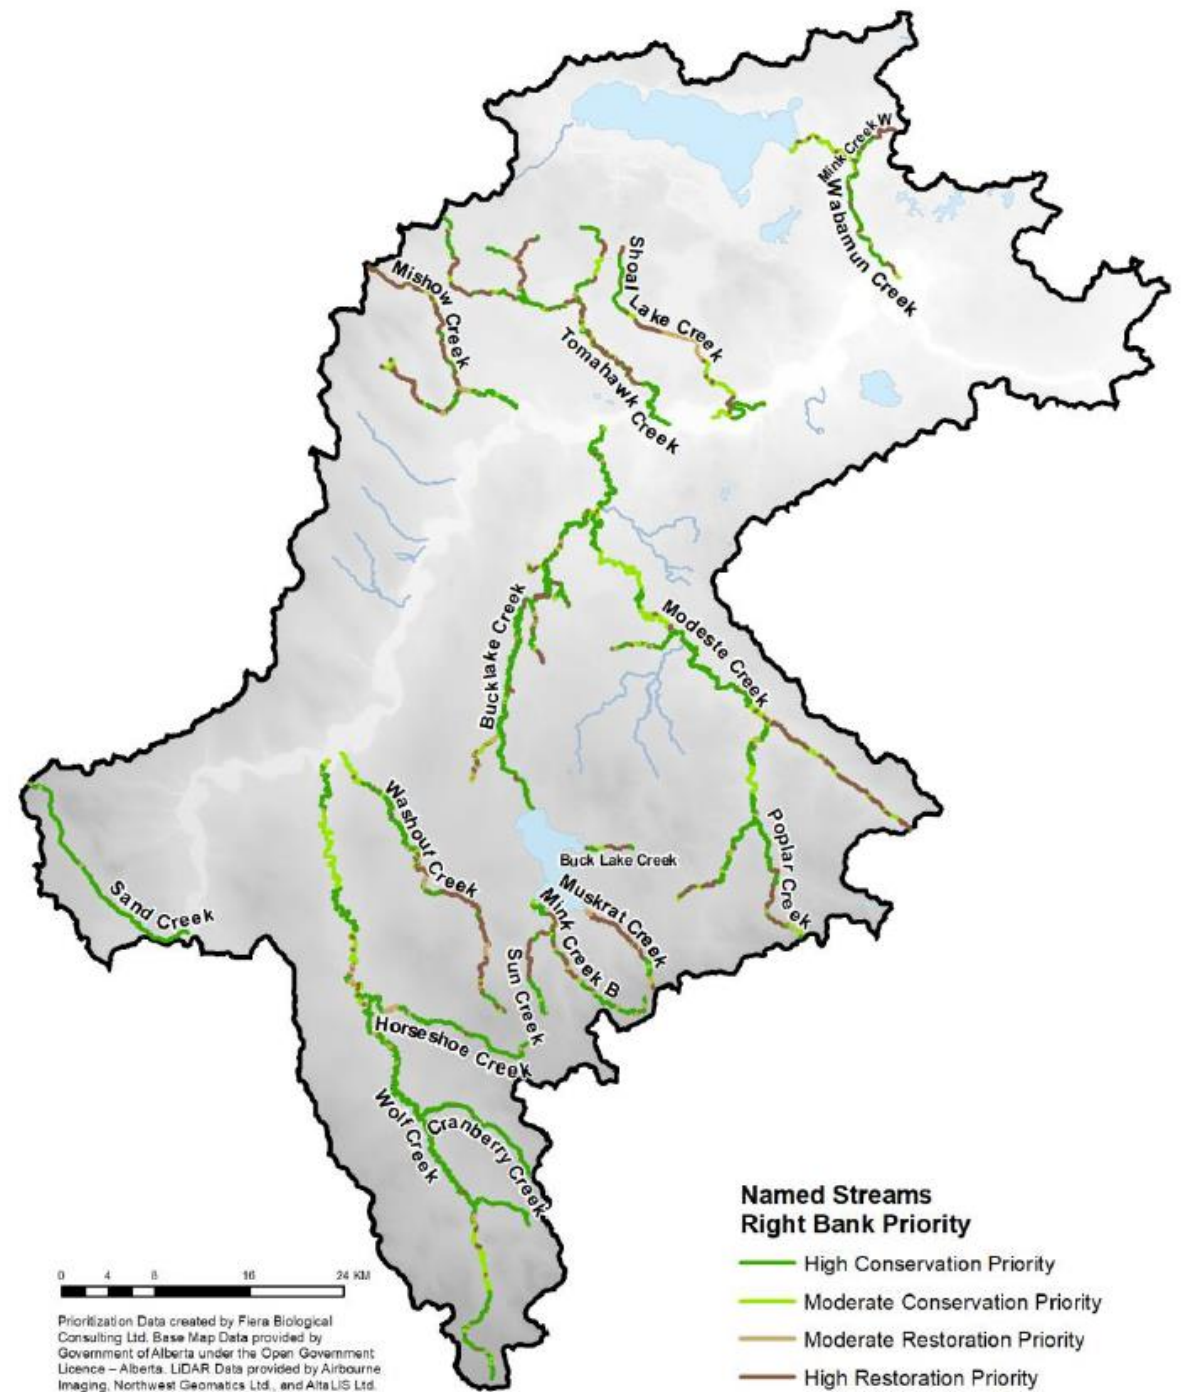 Mink Creek W
Wabamun Creek
Shoal Lake Creek
Mishow Creek
Tomahawk Creek
Bucklake Creek
Modeste Creek
Washout Creek
Poplar Creek
Buck Lake Creek
Muskrat Creek
Mink Creek B
Sand Creek
Sun Creek
Horseshoe Creek
Wolf Creek
Cranberry Creek
Named Streams
Right Bank Priority
High Conservation Priority
Moderate Conservation Priority
Moderate Restoration Priority
High Restoration Priority
0 4 8 16 24 KM
Prioritization Data created by Fiera Biological
Consulting Ltd. Base Map Data provided by
Government of Alberta under the Open Government
Licence – Alberta. LiDAR Data provided by Airbourne
Imaging, Northwest Geomatics Ltd., and AltaLIS Ltd.